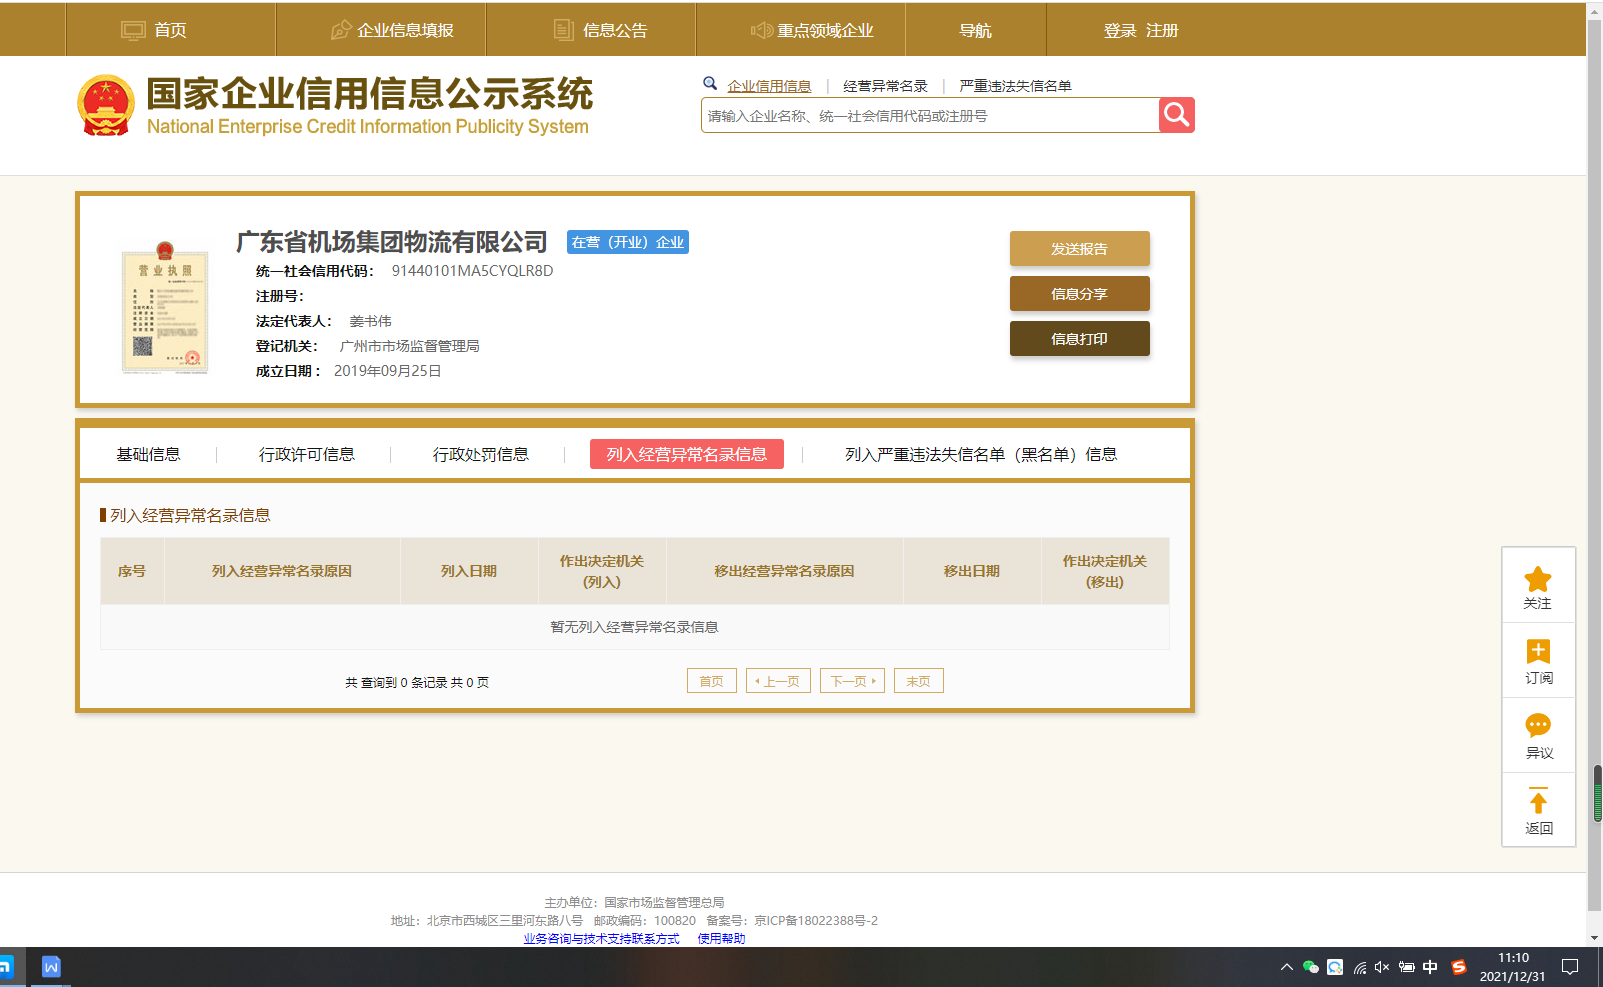 首页
企业信息填报
信息公告
重点领域企业
导航
登录 注册
国家企业信用信息公示系统
National Enterprise Credit Information Publicity System
企业信用信息 | 经营异常名录 | 严重违法失信名单
请输入企业名称、统一社会信用代码或注册号
营业执照
广东省机场集团物流有限公司 在营（开业）企业
统一社会信用代码： 91440101MA5CYQLR8D
注册号：
法定代表人： 姜书伟
登记机关： 广州市市场监督管理局
成立日期： 2019年09月25日
发送报告
信息分享
信息打印
基础信息 | 行政许可信息 | 行政处罚信息 | 列入经营异常名录信息 | 列入严重违法失信名单（黑名单）信息
列入经营异常名录信息
序号
列入经营异常名录原因
列入日期
作出决定机关
(列入)
移出经营异常名录原因
移出日期
作出决定机关
(移出)
暂无列入经营异常名录信息
共 查询到 0 条记录 共 0 页
首页
上一页
下一页
末页
关注
订阅
异议
返回
主办单位：国家市场监督管理总局
地址：北京市西城区三里河东路八号 邮政编码：100820 备案号：京ICP备18022388号-2
业务咨询与技术支持联系方式 使用帮助
中
11:10
2021/12/31